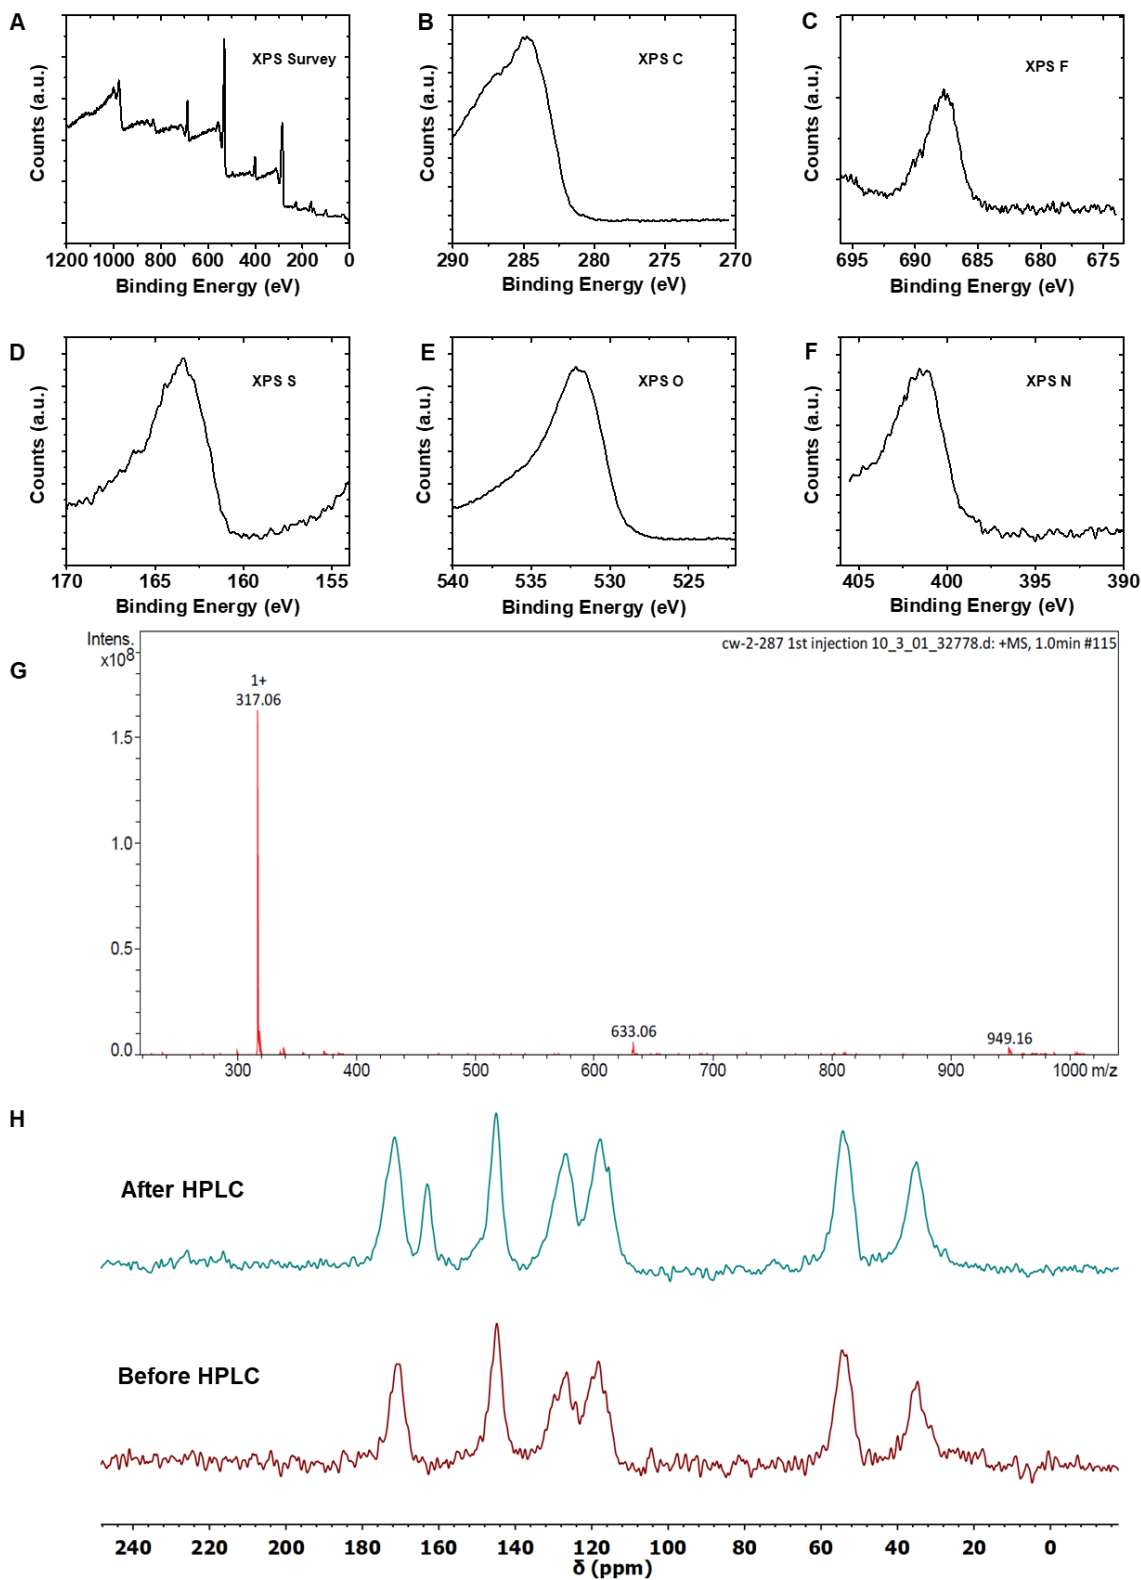 A
XPS Survey
Counts (a.u.)
1200 1000 800 600 400 200 0
Binding Energy (eV)
B
XPS C
Counts (a.u.)
290 285 280 275 270
Binding Energy (eV)
C
XPS F
Counts (a.u.)
695 690 685 680 675
Binding Energy (eV)
D
XPS S
Counts (a.u.)
170 165 160 155
Binding Energy (eV)
E
XPS O
Counts (a.u.)
540 535 530 525
Binding Energy (eV)
F
XPS N
Counts (a.u.)
405 400 395 390
Binding Energy (eV)
G
Intens.
x10⁸
cw-2-287 1st injection 10_3_01_32778.d: +MS, 1.0min #115
1+
317.06
1.5
1.0
0.5
633.06
949.16
0.0
300 400 500 600 700 800 900 1000 m/z
H
After HPLC
Before HPLC
240 220 200 180 160 140 120 100 80 60 40 20 0
δ (ppm)